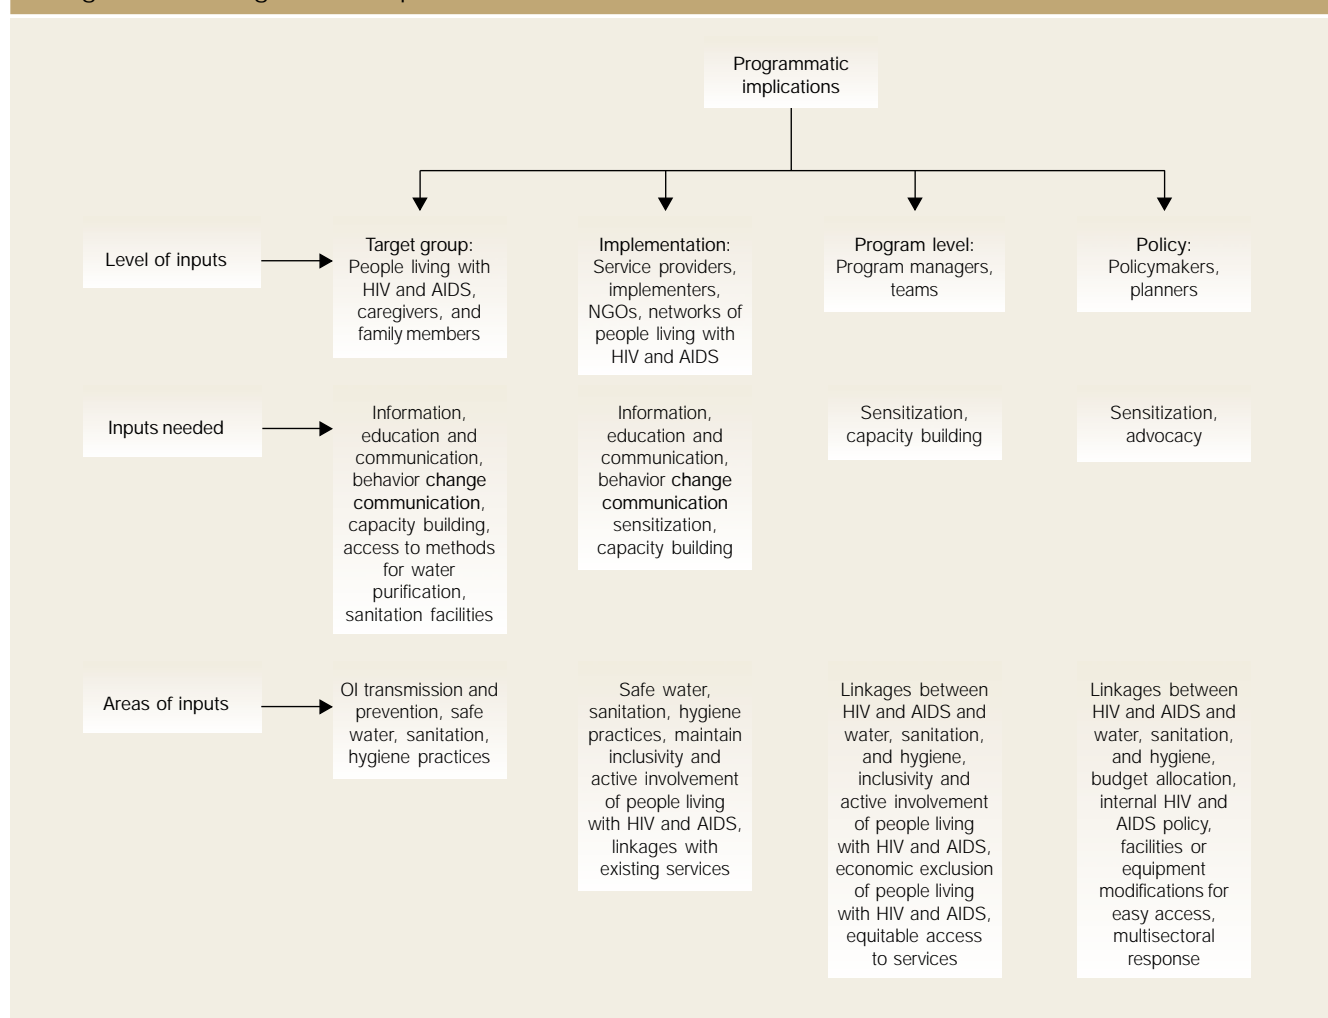 Programmatic
implications
Level of inputs
Target group:
People living with
HIV and AIDS,
caregivers, and
family members
Implementation:
Service providers,
implementers,
NGOs, networks of
people living with
HIV and AIDS
Program level:
Program managers,
teams
Policy:
Policymakers,
planners
Inputs needed
Information,
education and
communication,
behavior change
communication,
capacity building,
access to methods
for water
purification,
sanitation facilities
Information,
education and
communication,
behavior change
communication
sensitization,
capacity building
Sensitization,
capacity building
Sensitization,
advocacy
Areas of inputs
OI transmission and
prevention, safe
water, sanitation,
hygiene practices
Safe water,
sanitation, hygiene
practices, maintain
inclusivity and
active involvement
of people living
with HIV and AIDS,
linkages with
existing services
Linkages between
HIV and AIDS and
water, sanitation,
and hygiene,
inclusivity and
active involvement
of people living
with HIV and AIDS,
economic exclusion
of people living
with HIV and AIDS,
equitable access
to services
Linkages between
HIV and AIDS and
water, sanitation,
and hygiene,
budget allocation,
internal HIV and
AIDS policy,
facilities or
equipment
modifications for
easy access,
multisectoral
response